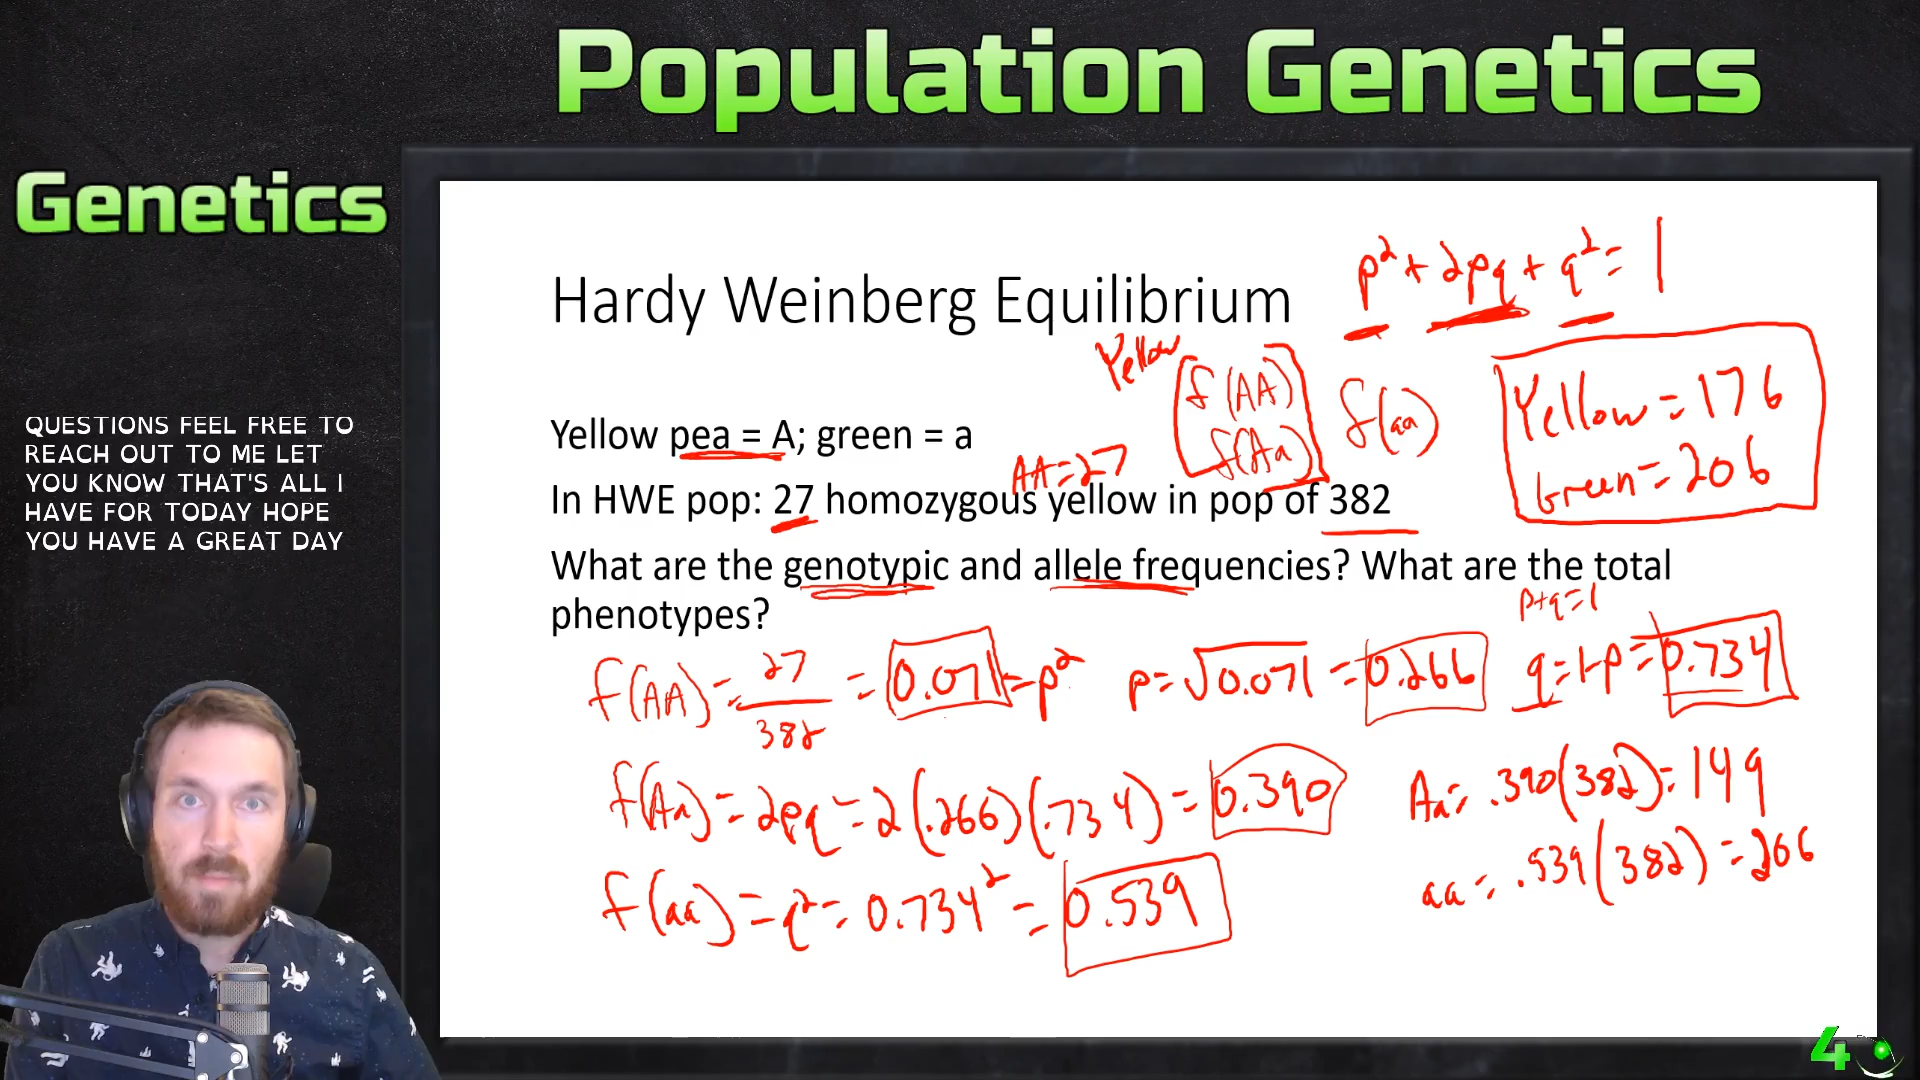 Population Genetics
Genetics
QUESTIONS FEEL FREE TO
REACH OUT TO ME LET
YOU KNOW THAT'S ALL I
HAVE FOR TODAY HOPE
YOU HAVE A GREAT DAY
p² + 2pq + q² = 1
Hardy Weinberg Equilibrium
Yellow
f(AA)
f(Aa)
f(aa)
Yellow = 176
Green = 206
Yellow pea = A; green = a
AA = 27
In HWE pop: 27 homozygous yellow in pop of 382
What are the genotypic and allele frequencies? What are the total
phenotypes?
p+q=1
f(AA) = 27/382 = 0.071 = p² p = √0.071 = 0.266 q = 1-p = 0.734
f(Aa) = 2pq = 2(.266)(.734) = 0.390
Aa = .390(382) = 149
f(aa) = q² = 0.734² = 0.539
aa = .539(382) = 206
4